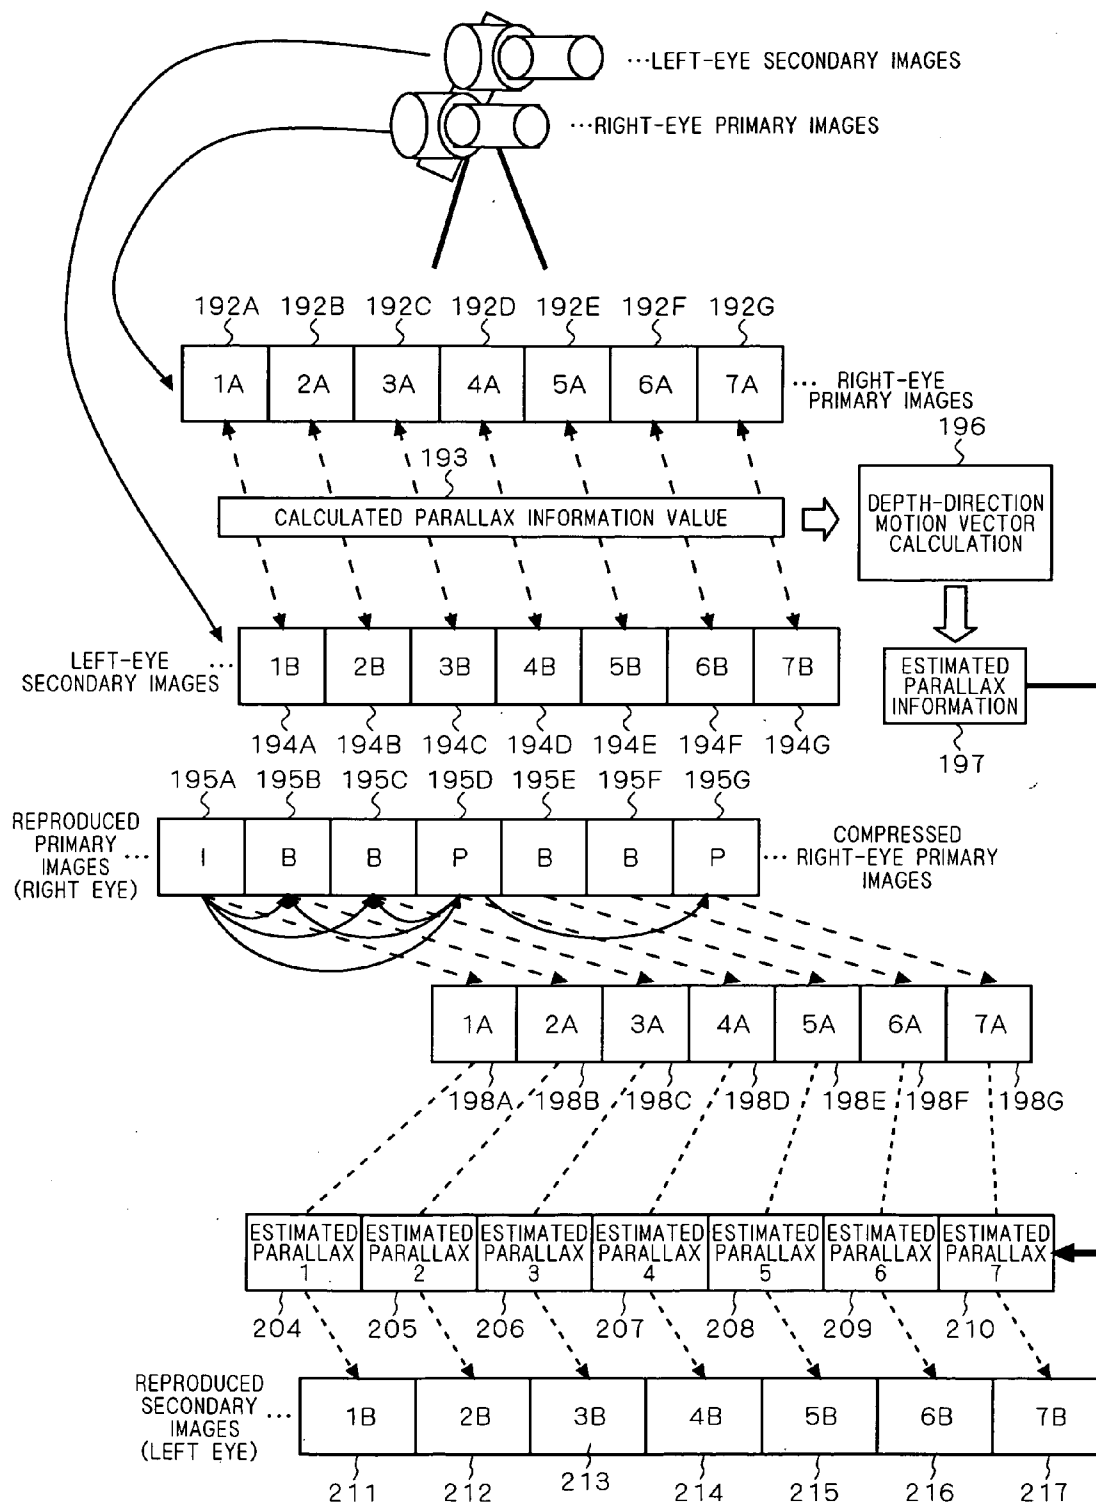 ...LEFT-EYE SECONDARY IMAGES
...RIGHT-EYE PRIMARY IMAGES
192A 192B 192C 192D 192E 192F 192G
1A 2A 3A 4A 5A 6A 7A
... RIGHT-EYE
PRIMARY IMAGES
193
196
CALCULATED PARALLAX INFORMATION VALUE
DEPTH-DIRECTION
MOTION VECTOR
CALCULATION
LEFT-EYE
SECONDARY IMAGES
...
1B 2B 3B 4B 5B 6B 7B
ESTIMATED
PARALLAX
INFORMATION
194A 194B 194C 194D 194E 194F 194G
197
195A 195B 195C 195D 195E 195F 195G
REPRODUCED
PRIMARY
IMAGES ...
(RIGHT EYE)
I B B P B B P
COMPRESSED
... RIGHT-EYE PRIMARY
IMAGES
1A 2A 3A 4A 5A 6A 7A
198A 198B 198C 198D 198E 198F 198G
ESTIMATED PARALLAX 1
ESTIMATED PARALLAX 2
ESTIMATED PARALLAX 3
ESTIMATED PARALLAX 4
ESTIMATED PARALLAX 5
ESTIMATED PARALLAX 6
ESTIMATED PARALLAX 7
204 205 206 207 208 209 210
REPRODUCED
SECONDARY ...
IMAGES
(LEFT EYE)
1B 2B 3B 4B 5B 6B 7B
211 212 213 214 215 216 217